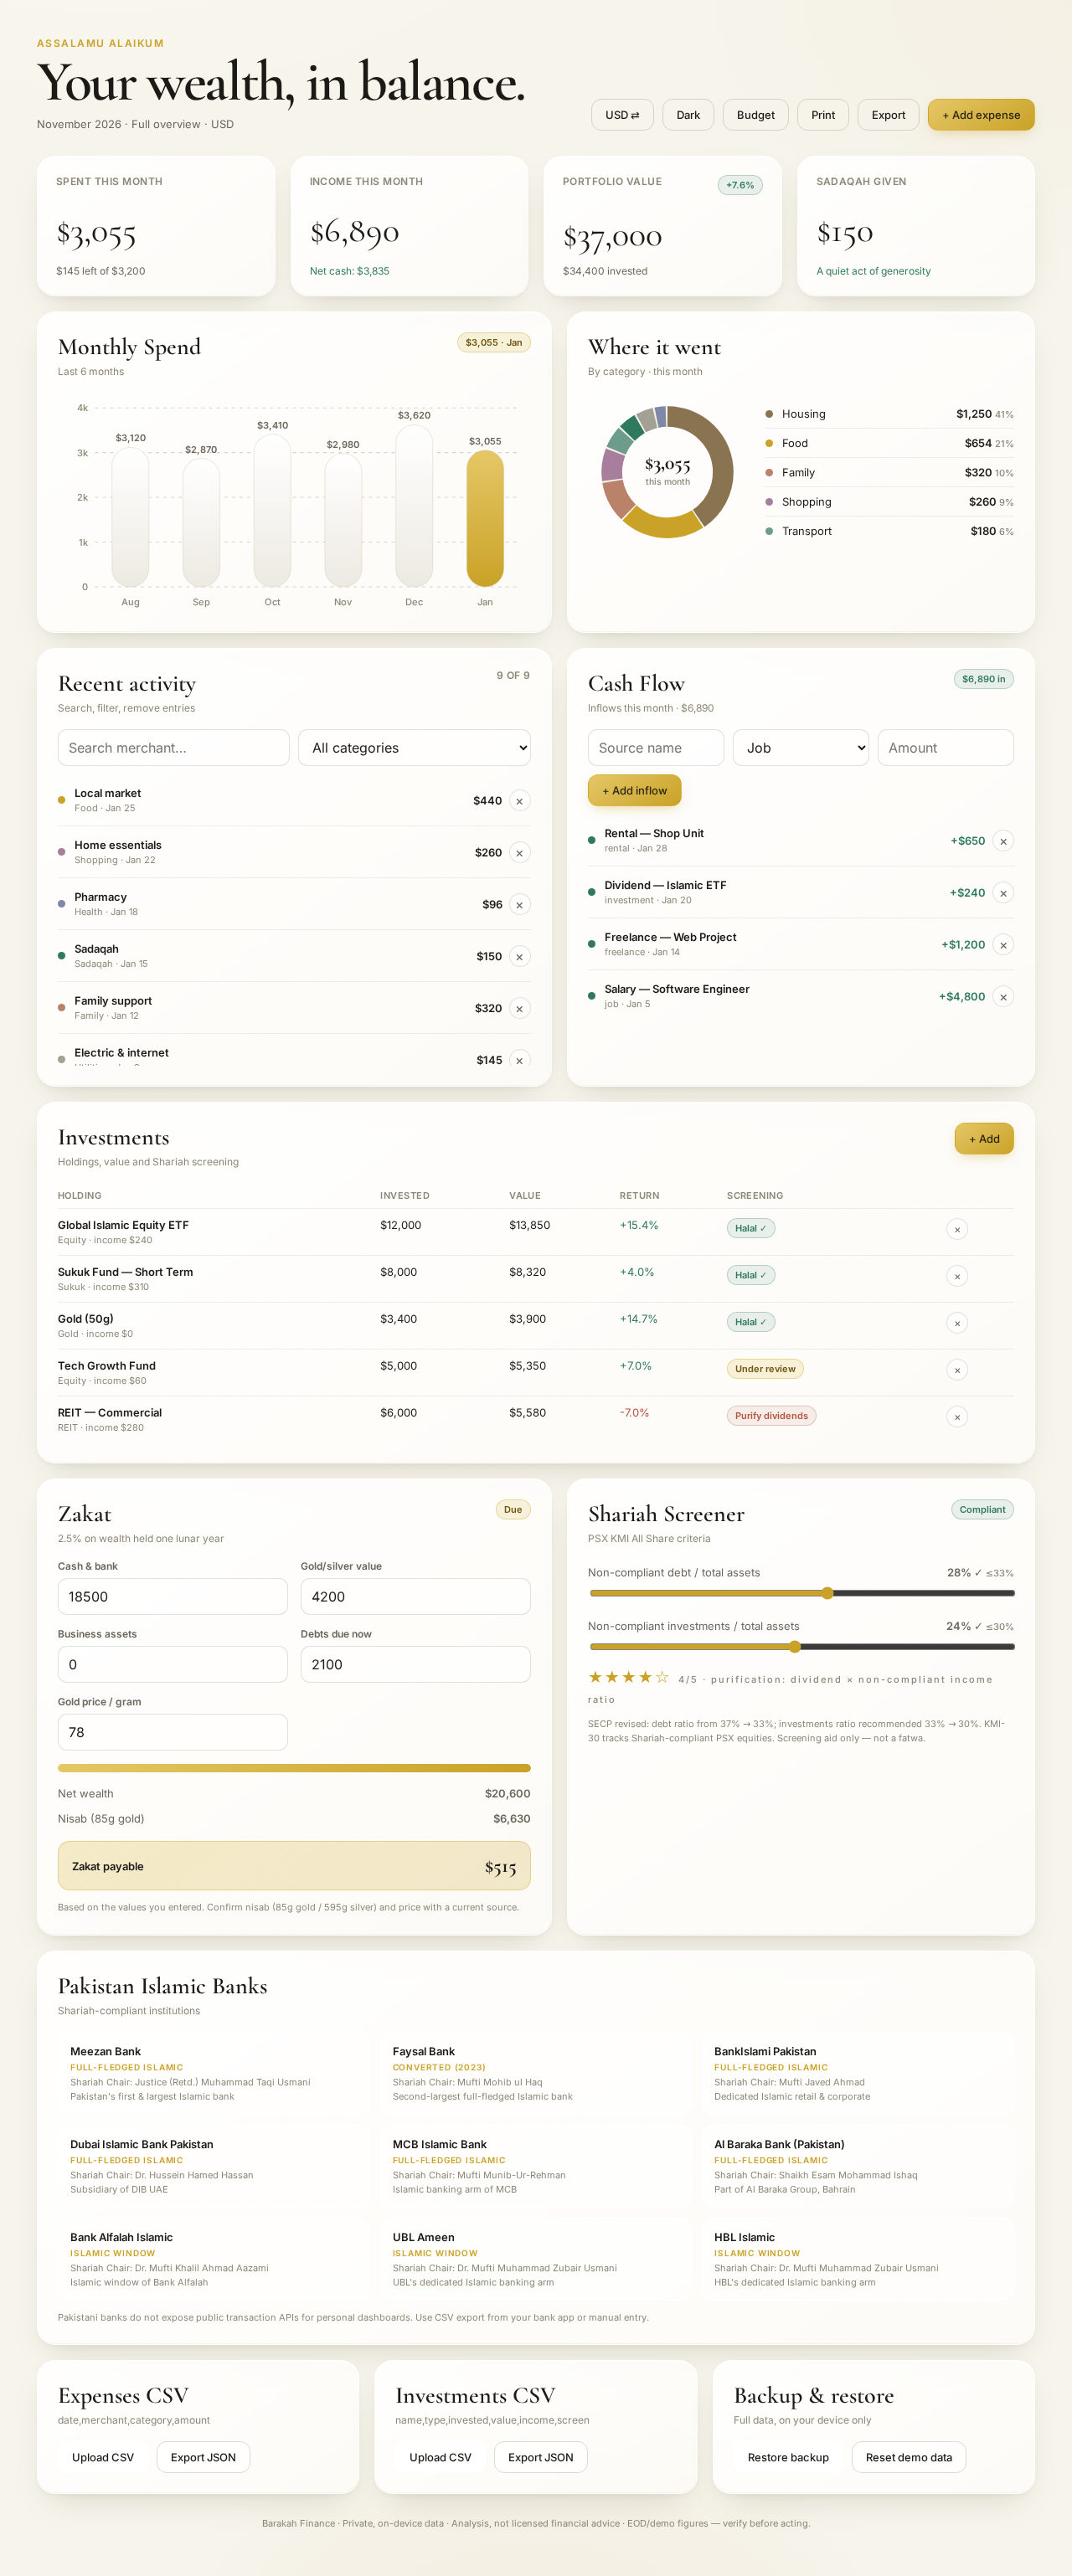 ASSALAMU ALAIKUM
Your wealth, in balance.
November 2026 · Full overview · USD
USD ⇄
Dark
Budget
Print
Export
+ Add expense
SPENT THIS MONTH
$3,055
$145 left of $3,200
INCOME THIS MONTH
$6,890
Net cash: $3,835
PORTFOLIO VALUE
+7.6%
$37,000
$34,400 invested
SADAQAH GIVEN
$150
A quiet act of generosity
Monthly Spend
$3,055 · Jan
Last 6 months
4k
3k
2k
1k
0
$3,120
$2,870
$3,410
$2,980
$3,620
$3,055
Aug
Sep
Oct
Nov
Dec
Jan
Where it went
By category · this month
$3,055
this month
Housing $1,250 41%
Food $654 21%
Family $320 10%
Shopping $260 9%
Transport $180 6%
Recent activity
9 OF 9
Search, filter, remove entries
Search merchant...
All categories
Local market
Food · Jan 25
$440 ×
Home essentials
Shopping · Jan 22
$260 ×
Pharmacy
Health · Jan 18
$96 ×
Sadaqah
Sadaqah · Jan 15
$150 ×
Family support
Family · Jan 12
$320 ×
Electric & internet
$145 ×
Cash Flow
$6,890 in
Inflows this month · $6,890
Source name
Job
Amount
+ Add inflow
Rental — Shop Unit
rental · Jan 28
+$650 ×
Dividend — Islamic ETF
investment · Jan 20
+$240 ×
Freelance — Web Project
freelance · Jan 14
+$1,200 ×
Salary — Software Engineer
job · Jan 5
+$4,800 ×
Investments
+ Add
Holdings, value and Shariah screening
HOLDING INVESTED VALUE RETURN SCREENING
Global Islamic Equity ETF $12,000 $13,850 +15.4% Halal ✓ ×
Equity · income $240
Sukuk Fund — Short Term $8,000 $8,320 +4.0% Halal ✓ ×
Sukuk · income $310
Gold (50g) $3,400 $3,900 +14.7% Halal ✓ ×
Gold · income $0
Tech Growth Fund $5,000 $5,350 +7.0% Under review ×
Equity · income $60
REIT — Commercial $6,000 $5,580 -7.0% Purify dividends ×
REIT · income $280
Zakat
Due
2.5% on wealth held one lunar year
Cash & bank
18500
Gold/silver value
4200
Business assets
0
Debts due now
2100
Gold price / gram
78
Net wealth $20,600
Nisab (85g gold) $6,630
Zakat payable $515
Based on the values you entered. Confirm nisab (85g gold / 595g silver) and price with a current source.
Shariah Screener
Compliant
PSX KMI All Share criteria
Non-compliant debt / total assets 28% ✓ ≤33%
Non-compliant investments / total assets 24% ✓ ≤30%
★★★★☆ 4/5 · purification: dividend × non-compliant income
ratio
SECP revised: debt ratio from 37% → 33%; investments ratio recommended 33% → 30%. KMI-
30 tracks Shariah-compliant PSX equities. Screening aid only — not a fatwa.
Pakistan Islamic Banks
Shariah-compliant institutions
Meezan Bank
FULL-FLEDGED ISLAMIC
Shariah Chair: Justice (Retd.) Muhammad Taqi Usmani
Pakistan's first & largest Islamic bank
Faysal Bank
CONVERTED (2023)
Shariah Chair: Mufti Mohib ul Haq
Second-largest full-fledged Islamic bank
BankIslami Pakistan
FULL-FLEDGED ISLAMIC
Shariah Chair: Mufti Javed Ahmad
Dedicated Islamic retail & corporate
Dubai Islamic Bank Pakistan
FULL-FLEDGED ISLAMIC
Shariah Chair: Dr. Hussein Hamed Hassan
Subsidiary of DIB UAE
MCB Islamic Bank
FULL-FLEDGED ISLAMIC
Shariah Chair: Mufti Munib-Ur-Rehman
Islamic banking arm of MCB
Al Baraka Bank (Pakistan)
FULL-FLEDGED ISLAMIC
Shariah Chair: Shaikh Esam Mohammad Ishaq
Part of Al Baraka Group, Bahrain
Bank Alfalah Islamic
ISLAMIC WINDOW
Shariah Chair: Dr. Mufti Khalil Ahmad Aazami
Islamic window of Bank Alfalah
UBL Ameen
ISLAMIC WINDOW
Shariah Chair: Dr. Mufti Muhammad Zubair Usmani
UBL's dedicated Islamic banking arm
HBL Islamic
ISLAMIC WINDOW
Shariah Chair: Dr. Mufti Muhammad Zubair Usmani
HBL's dedicated Islamic banking arm
Pakistani banks do not expose public transaction APIs for personal dashboards. Use CSV export from your bank app or manual entry.
Expenses CSV
date,merchant,category,amount
Upload CSV
Export JSON
Investments CSV
name,type,invested,value,income,screen
Upload CSV
Export JSON
Backup & restore
Full data, on your device only
Restore backup
Reset demo data
Barakah Finance · Private, on-device data · Analysis, not licensed financial advice · EOD/demo figures — verify before acting.